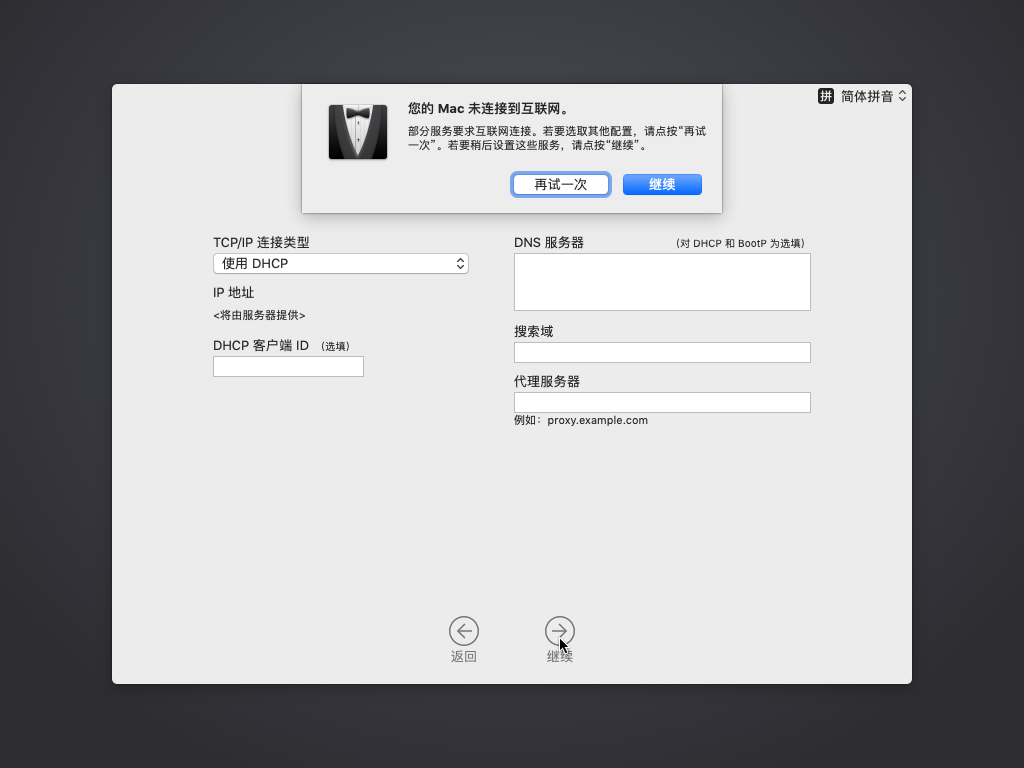 拼 简体拼音
您的 Mac 未连接到互联网。
部分服务要求互联网连接。若要选取其他配置，请点按“再试
一次”。若要稍后设置这些服务，请点按“继续”。
再试一次 继续
TCP/IP 连接类型
使用 DHCP
IP 地址
<将由服务器提供>
DHCP 客户端 ID （选填）
DNS 服务器 （对 DHCP 和 BootP 为选填）
搜索域
代理服务器
例如：proxy.example.com
返回 继续